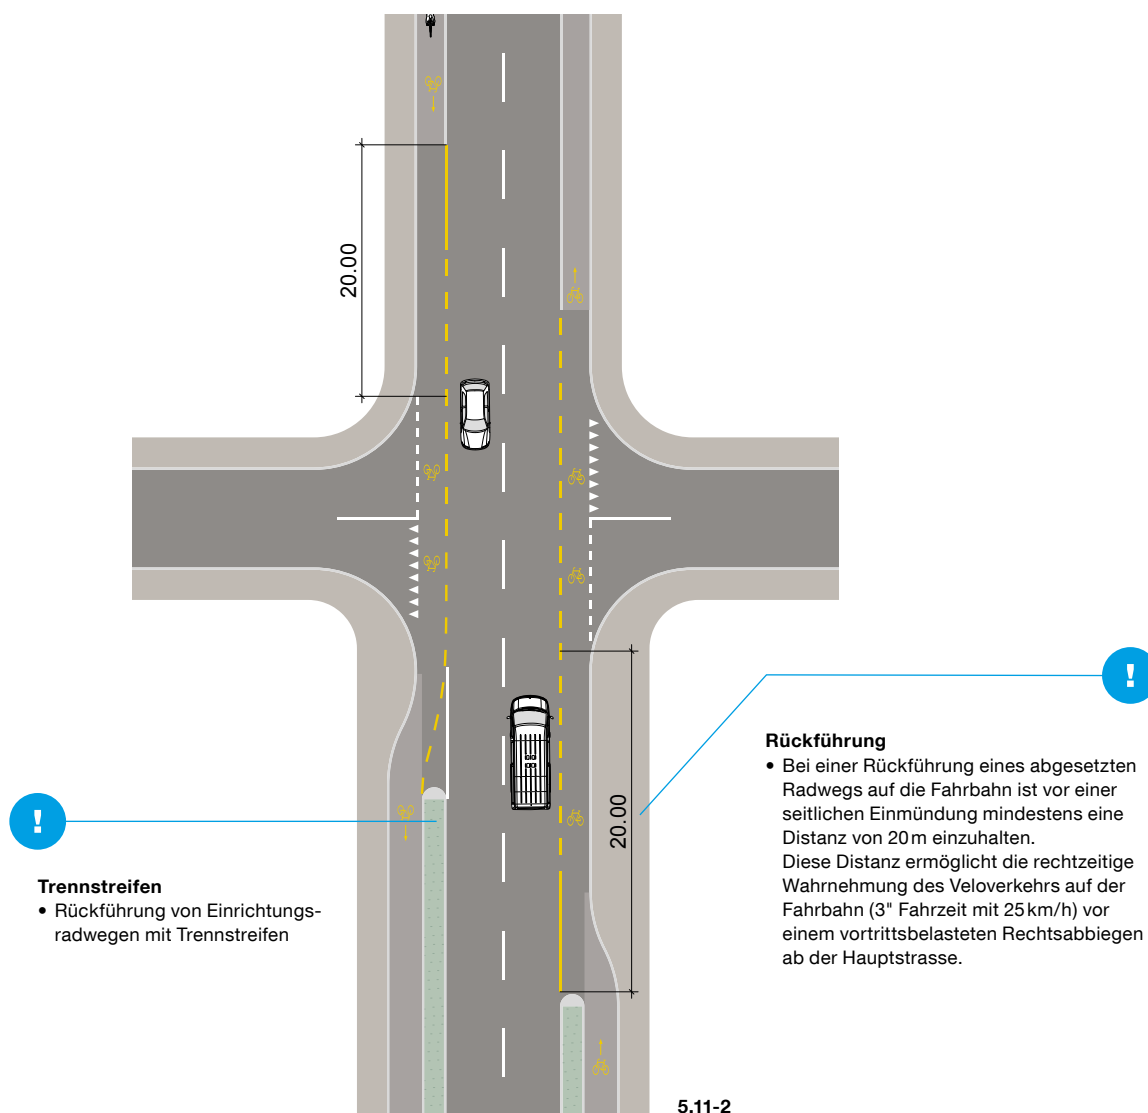 20.00
!
Rückführung
• Bei einer Rückführung eines abgesetzten
Radwegs auf die Fahrbahn ist vor einer
seitlichen Einmündung mindestens eine
Distanz von 20 m einzuhalten.
Diese Distanz ermöglicht die rechtzeitige
Wahrnehmung des Veloverkehrs auf der
Fahrbahn (3" Fahrzeit mit 25 km/h) vor
einem vortrittsbelasteten Rechtsabbiegen
ab der Hauptstrasse.
20.00
!
Trennstreifen
• Rückführung von Einrichtungs-
radwegen mit Trennstreifen
5.11-2